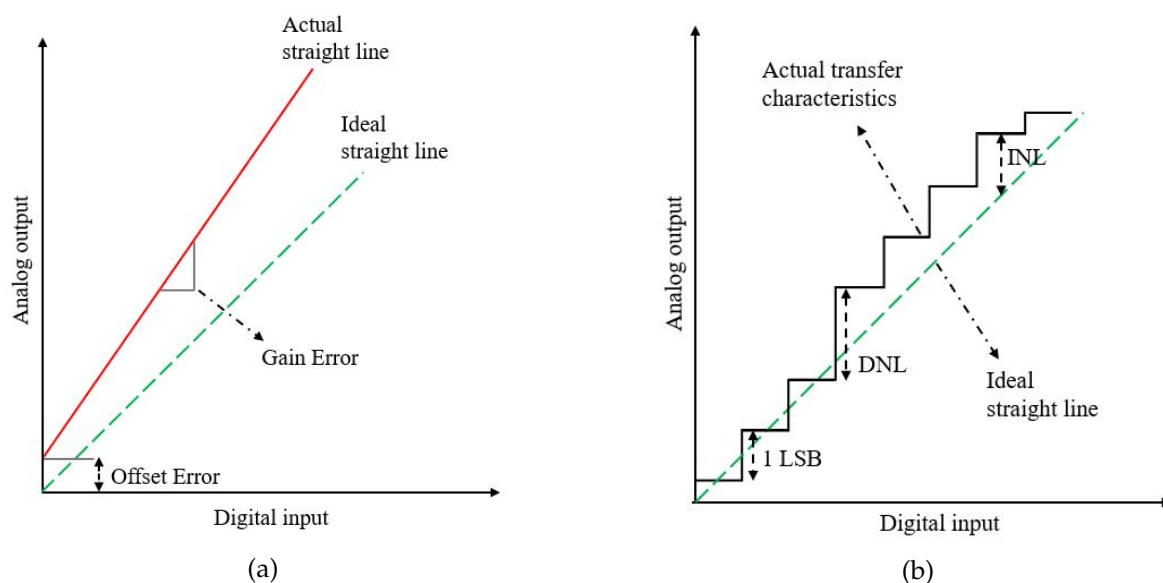 Actual
straight line
Ideal
straight line
Analog output
Gain Error
Offset Error
Digital input
(a)
Actual transfer
characteristics
INL
Analog output
DNL
Ideal
straight line
1 LSB
Digital input
(b)